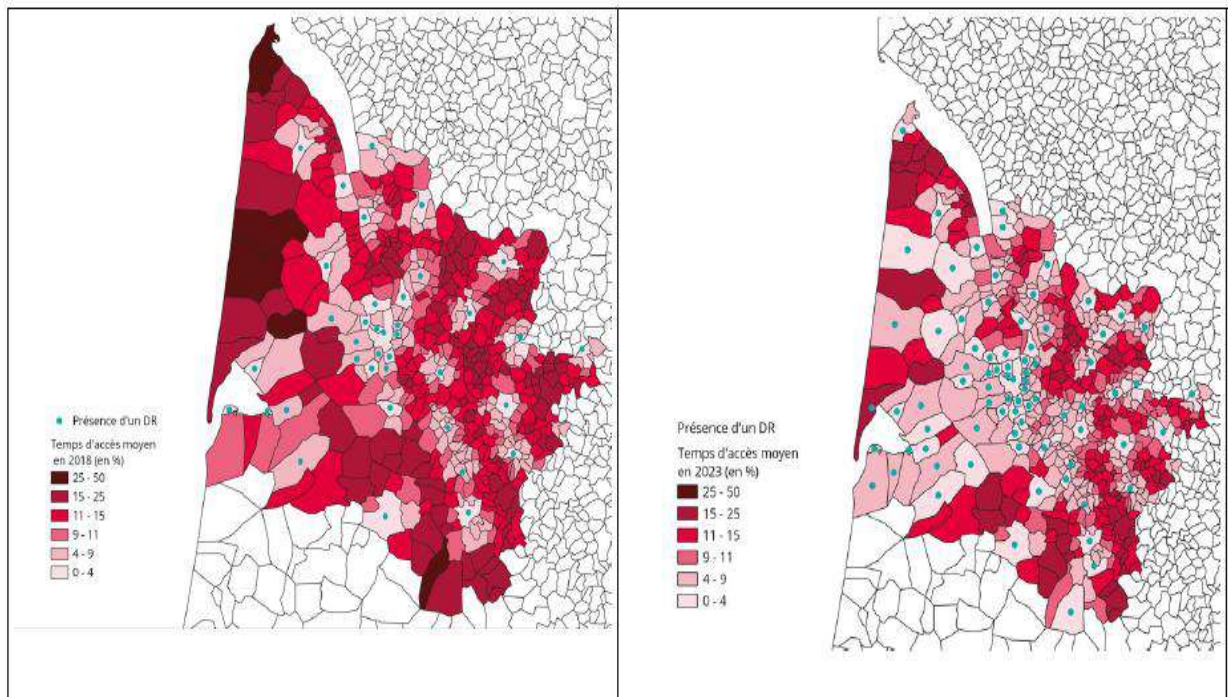 Présence d'un DR
Temps d'accès moyen
en 2018 (en %)
25 - 50
15 - 25
11 - 15
9 - 11
4 - 9
0 - 4
Présence d'un DR
Temps d'accès moyen
en 2023 (en %)
25 - 50
15 - 25
11 - 15
9 - 11
4 - 9
0 - 4